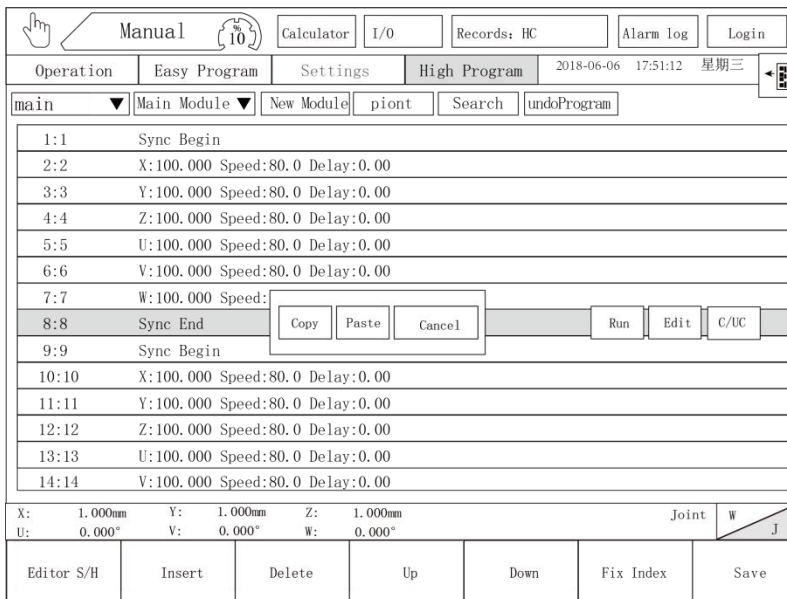 Manual % 10 Calculator I/0 Records: HC Alarm log Login
Operation Easy Program Settings High Program 2018-06-06 17:51:12 星期三
main ▼ Main Module ▼ New Module piont Search undoProgram
1:1 Sync Begin
2:2 X:100.000 Speed:80.0 Delay:0.00
3:3 Y:100.000 Speed:80.0 Delay:0.00
4:4 Z:100.000 Speed:80.0 Delay:0.00
5:5 U:100.000 Speed:80.0 Delay:0.00
6:6 V:100.000 Speed:80.0 Delay:0.00
7:7 W:100.000 Speed:
8:8 Sync End Copy Paste Cancel Run Edit C/UC
9:9 Sync Begin
10:10 X:100.000 Speed:80.0 Delay:0.00
11:11 Y:100.000 Speed:80.0 Delay:0.00
12:12 Z:100.000 Speed:80.0 Delay:0.00
13:13 U:100.000 Speed:80.0 Delay:0.00
14:14 V:100.000 Speed:80.0 Delay:0.00
X: 1.000mm Y: 1.000mm Z: 1.000mm Joint W J
U: 0.000° V: 0.000° W: 0.000°
Editor S/H Insert Delete Up Down Fix Index Save